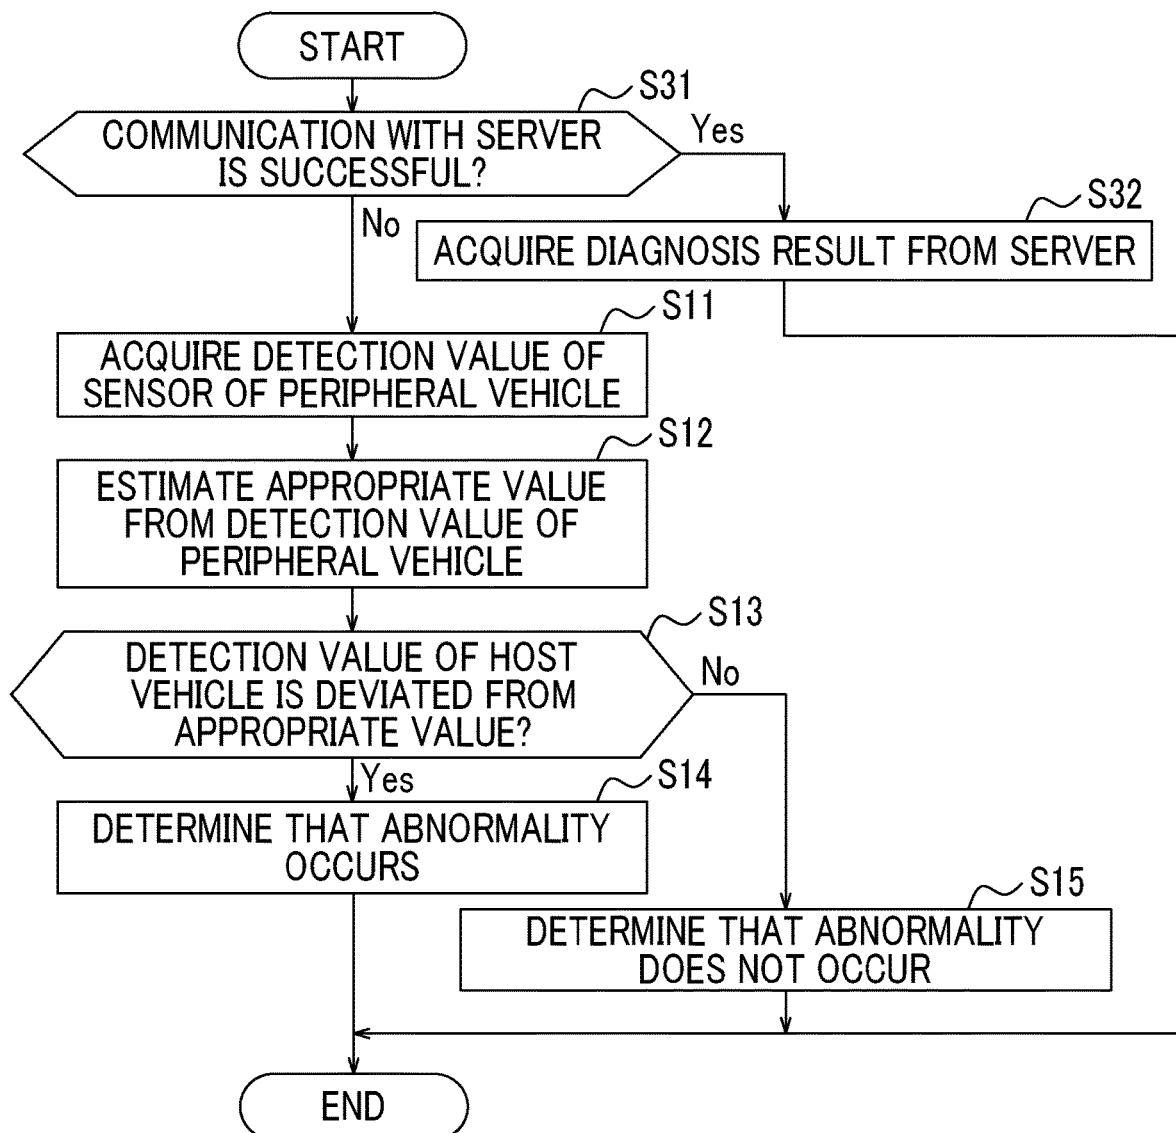 START
S31
COMMUNICATION WITH SERVER
IS SUCCESSFUL?
Yes
No
S32
ACQUIRE DIAGNOSIS RESULT FROM SERVER
S11
ACQUIRE DETECTION VALUE OF
SENSOR OF PERIPHERAL VEHICLE
S12
ESTIMATE APPROPRIATE VALUE
FROM DETECTION VALUE OF
PERIPHERAL VEHICLE
S13
DETECTION VALUE OF HOST
VEHICLE IS DEVIATED FROM
APPROPRIATE VALUE?
No
Yes
S14
DETERMINE THAT ABNORMALITY
OCCURS
S15
DETERMINE THAT ABNORMALITY
DOES NOT OCCUR
END